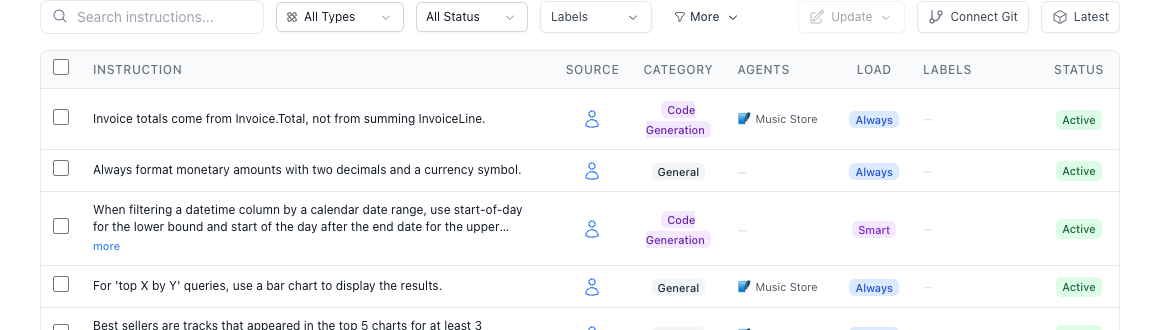 Search instructions...
All Types
All Status
Labels
More
Update
Connect Git
Latest
INSTRUCTION SOURCE CATEGORY AGENTS LOAD LABELS STATUS
Invoice totals come from Invoice.Total, not from summing InvoiceLine.
Code
Generation
Music Store
Always
—
Active
Always format monetary amounts with two decimals and a currency symbol.
General
—
Always
—
Active
When filtering a datetime column by a calendar date range, use start-of-day
for the lower bound and start of the day after the end date for the upper...
more
Code
Generation
—
Smart
—
Active
For 'top X by Y' queries, use a bar chart to display the results.
General
Music Store
Always
—
Active
Best sellers are tracks that appeared in the top 5 charts for at least 3